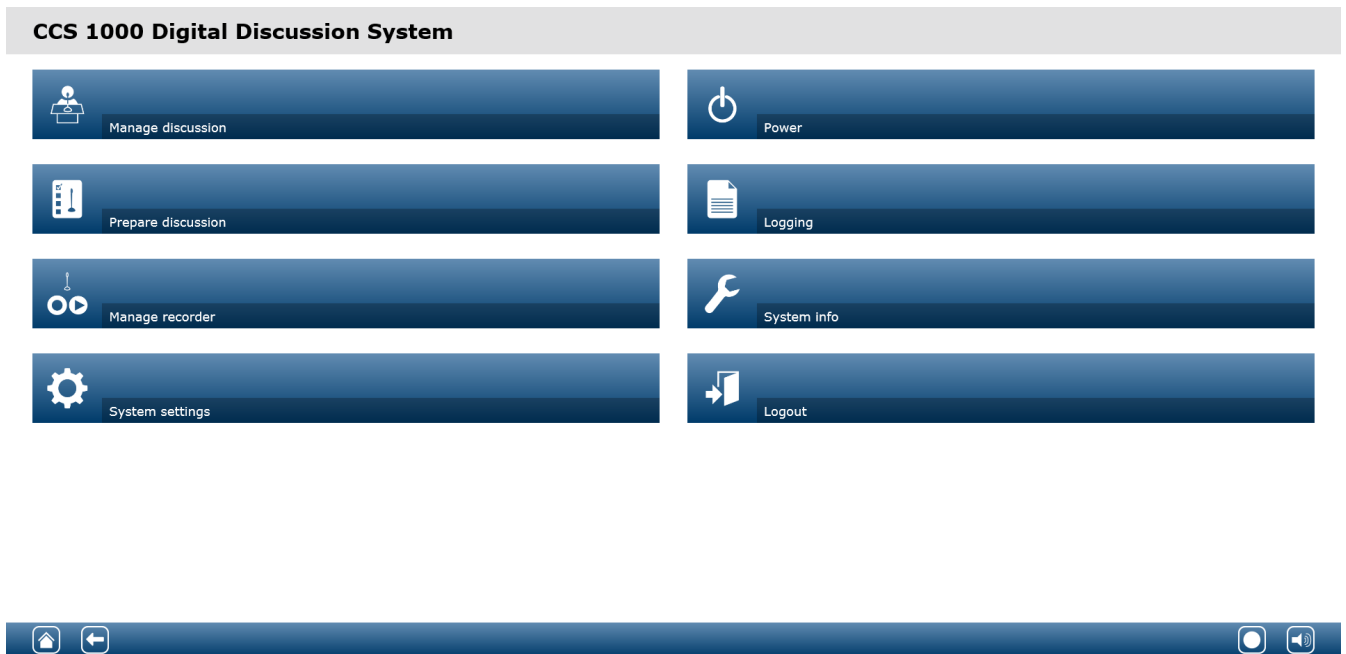 CCS 1000 Digital Discussion System
Manage discussion
Power
Prepare discussion
Logging
Manage recorder
System info
System settings
Logout